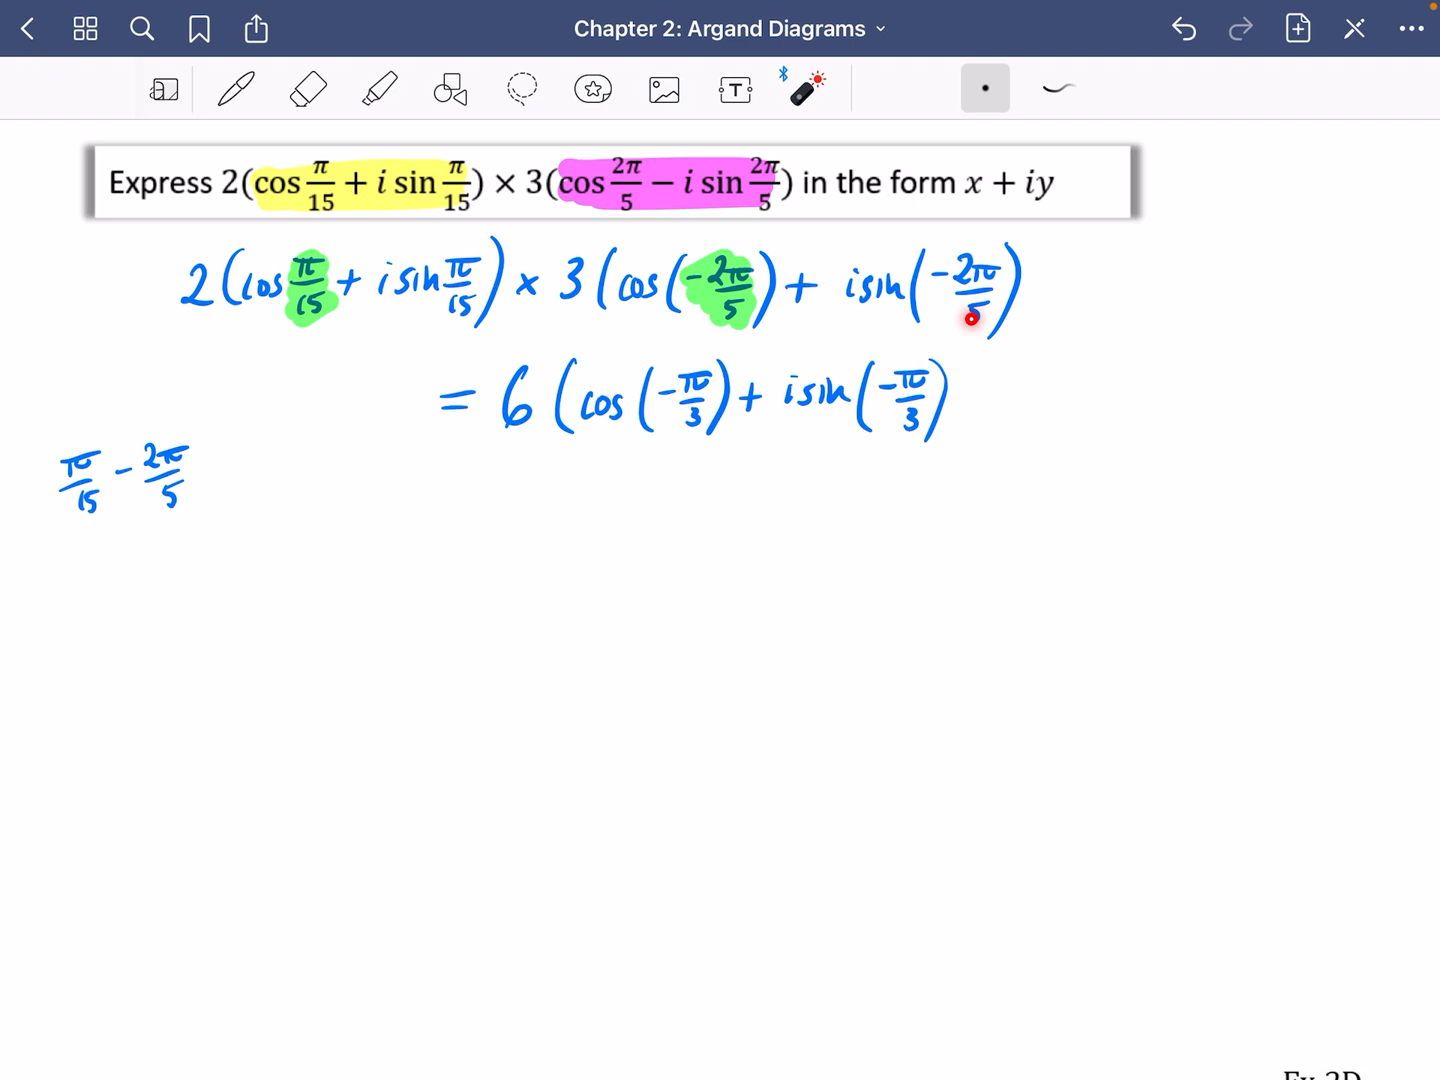 Chapter 2: Argand Diagrams
Express 2(cos π/15 + i sin π/15) × 3(cos 2π/5 − i sin 2π/5) in the form x + iy
2(cos π/15 + i sin π/15) × 3(cos(-2π/5) + i sin(-2π/5)
= 6(cos(-π/3) + i sin(-π/3)
π/15 - 2π/5